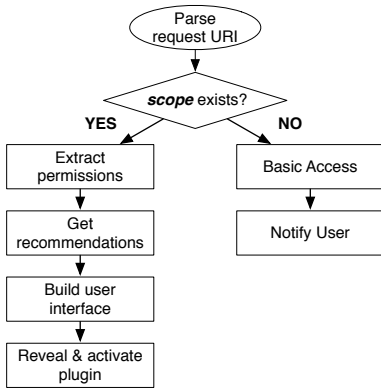 Parse
request URI
scope exists?
YES
NO
Extract
permissions
Basic Access
Get
recommendations
Notify User
Build user
interface
Reveal & activate
plugin